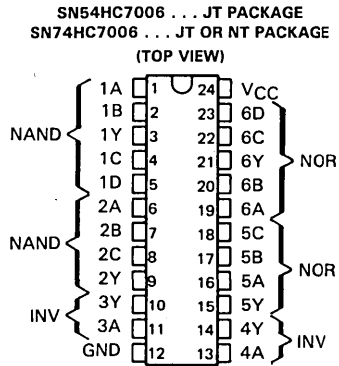 SN54HC7006 . . . JT PACKAGE
SN74HC7006 . . . JT OR NT PACKAGE
(TOP VIEW)
1A 1 24 VCC
1B 2 23 6D
1Y 3 22 6C
NAND NOR
1C 4 21 6Y
1D 5 20 6B
2A 6 19 6A
2B 7 18 5C
NAND
2C 8 17 5B
NOR
2Y 9 16 5A
3Y 10 15 5Y
INV
3A 11 14 4Y
INV
GND 12 13 4A